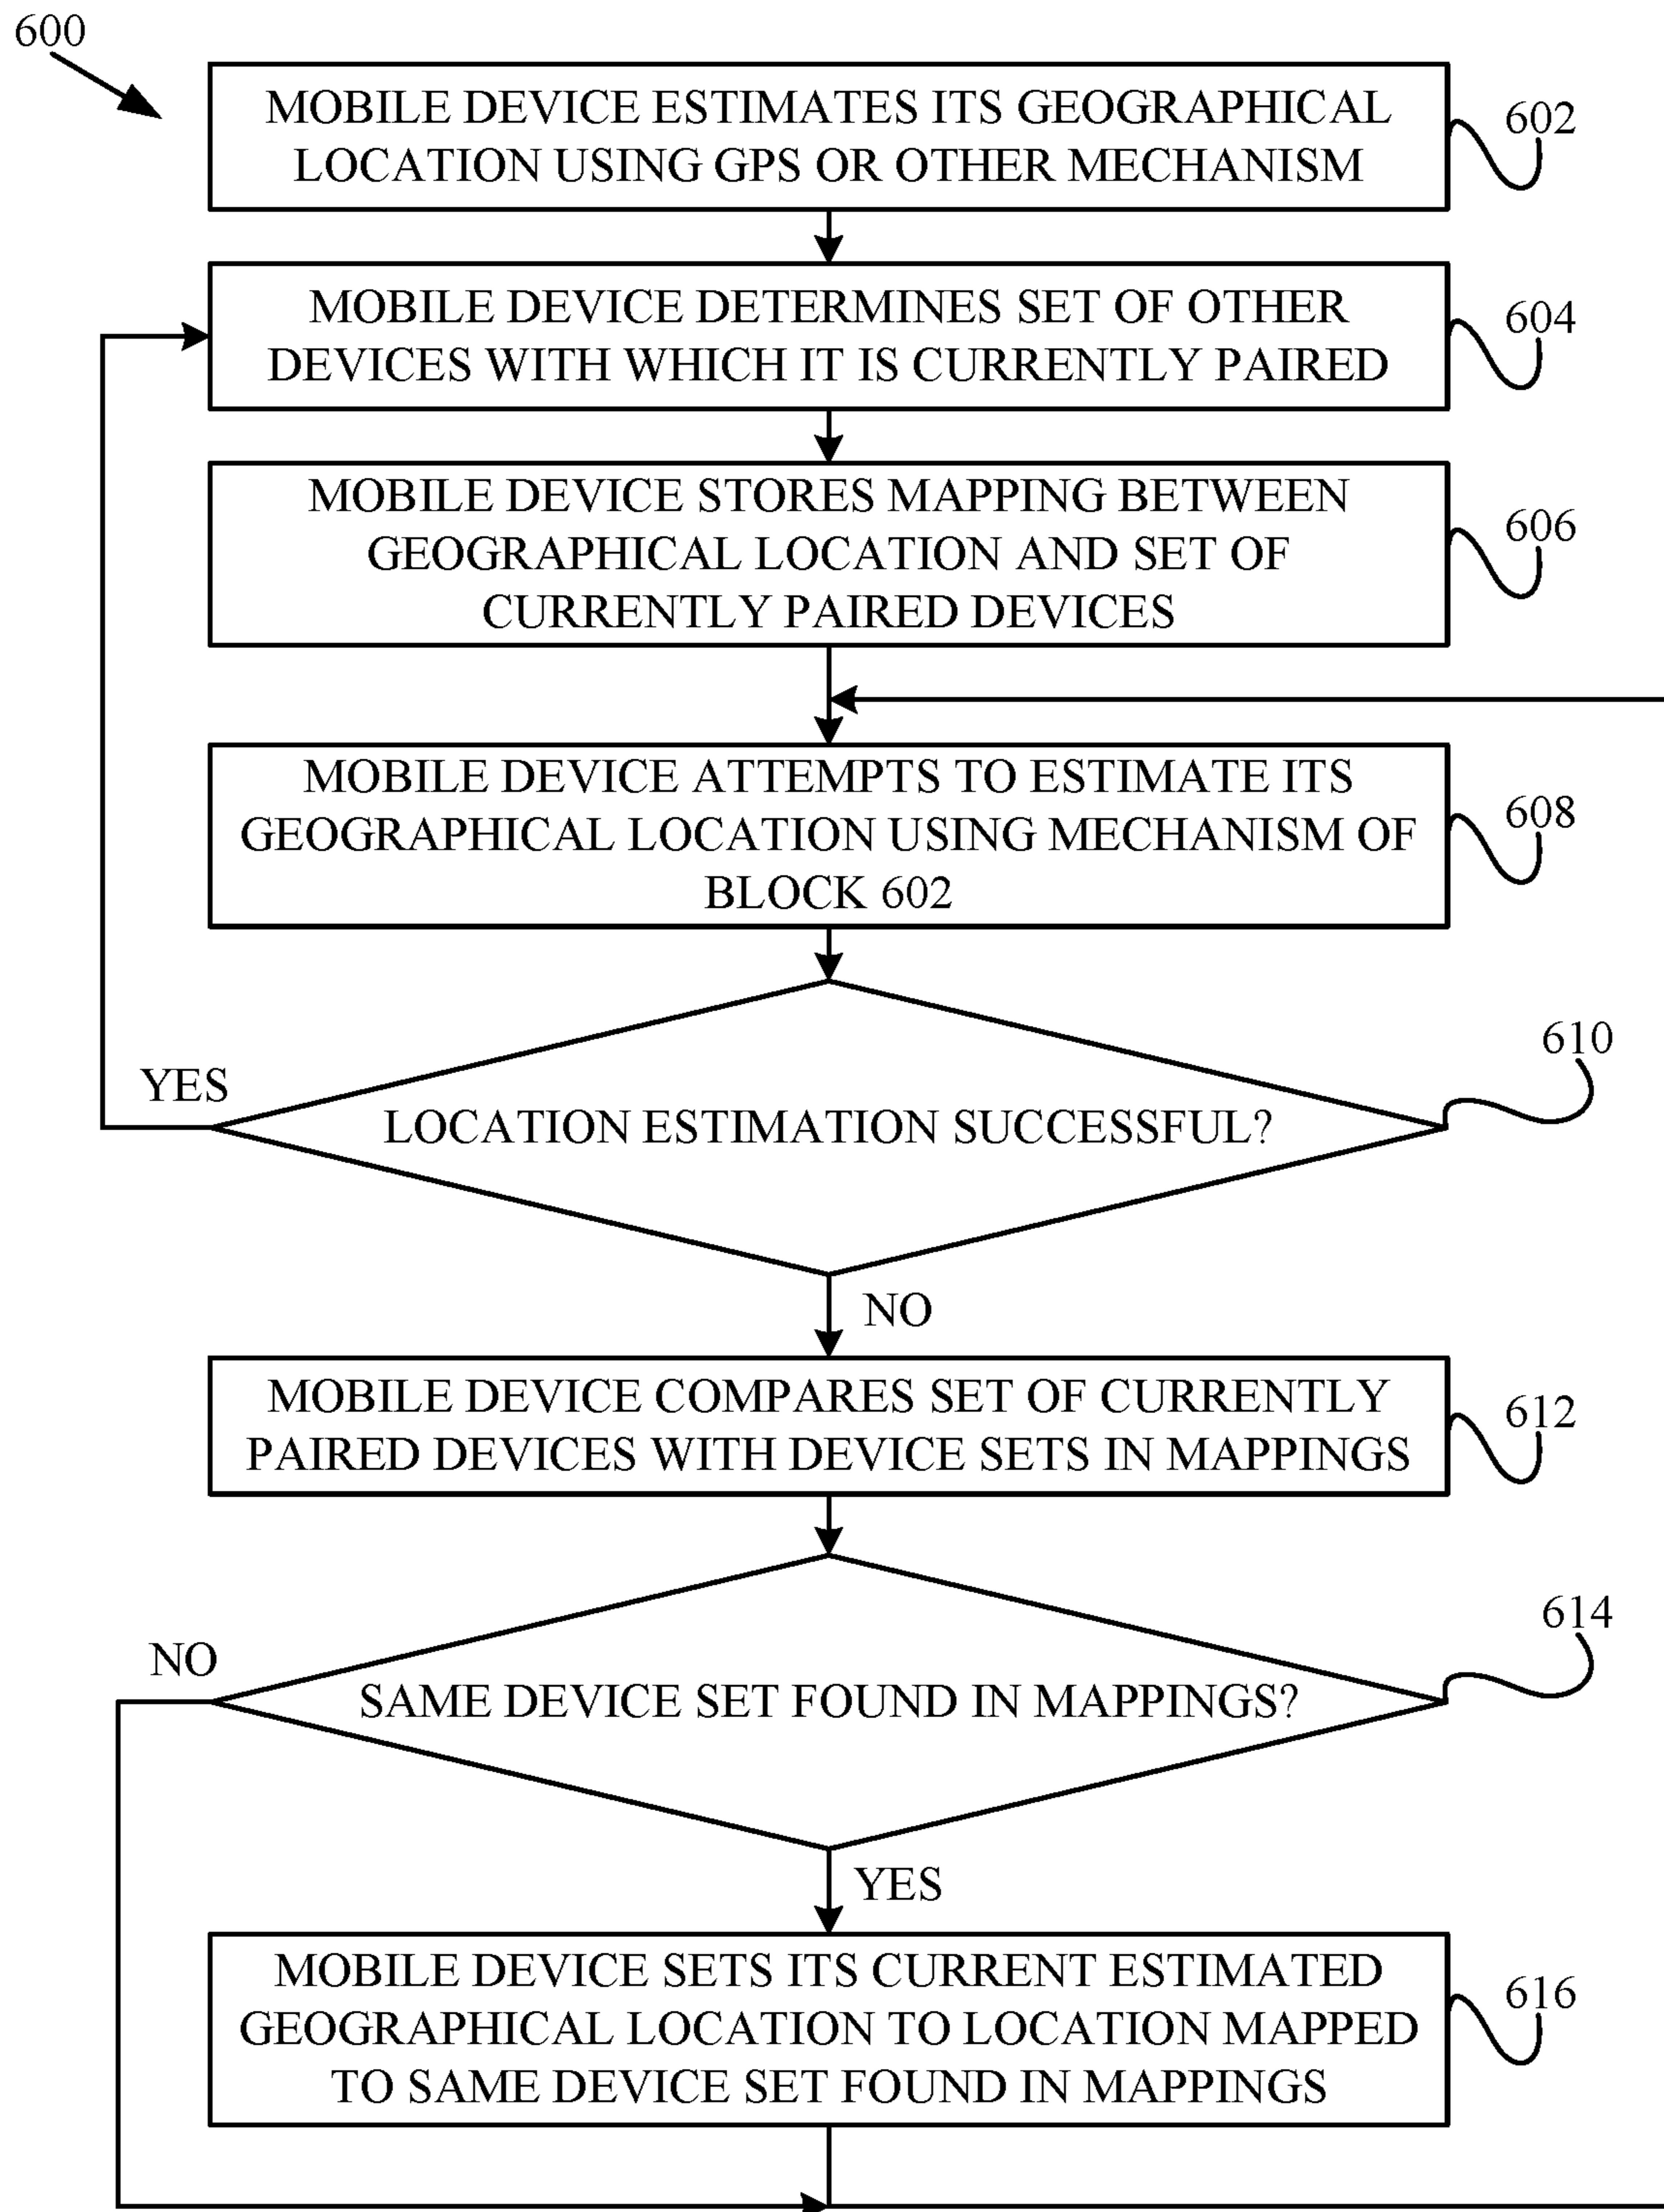 600
MOBILE DEVICE ESTIMATES ITS GEOGRAPHICAL
LOCATION USING GPS OR OTHER MECHANISM
602
MOBILE DEVICE DETERMINES SET OF OTHER
DEVICES WITH WHICH IT IS CURRENTLY PAIRED
604
MOBILE DEVICE STORES MAPPING BETWEEN
GEOGRAPHICAL LOCATION AND SET OF
CURRENTLY PAIRED DEVICES
606
MOBILE DEVICE ATTEMPTS TO ESTIMATE ITS
GEOGRAPHICAL LOCATION USING MECHANISM OF
BLOCK 602
608
YES
LOCATION ESTIMATION SUCCESSFUL?
610
NO
MOBILE DEVICE COMPARES SET OF CURRENTLY
PAIRED DEVICES WITH DEVICE SETS IN MAPPINGS
612
NO
SAME DEVICE SET FOUND IN MAPPINGS?
614
YES
MOBILE DEVICE SETS ITS CURRENT ESTIMATED
GEOGRAPHICAL LOCATION TO LOCATION MAPPED
TO SAME DEVICE SET FOUND IN MAPPINGS
616